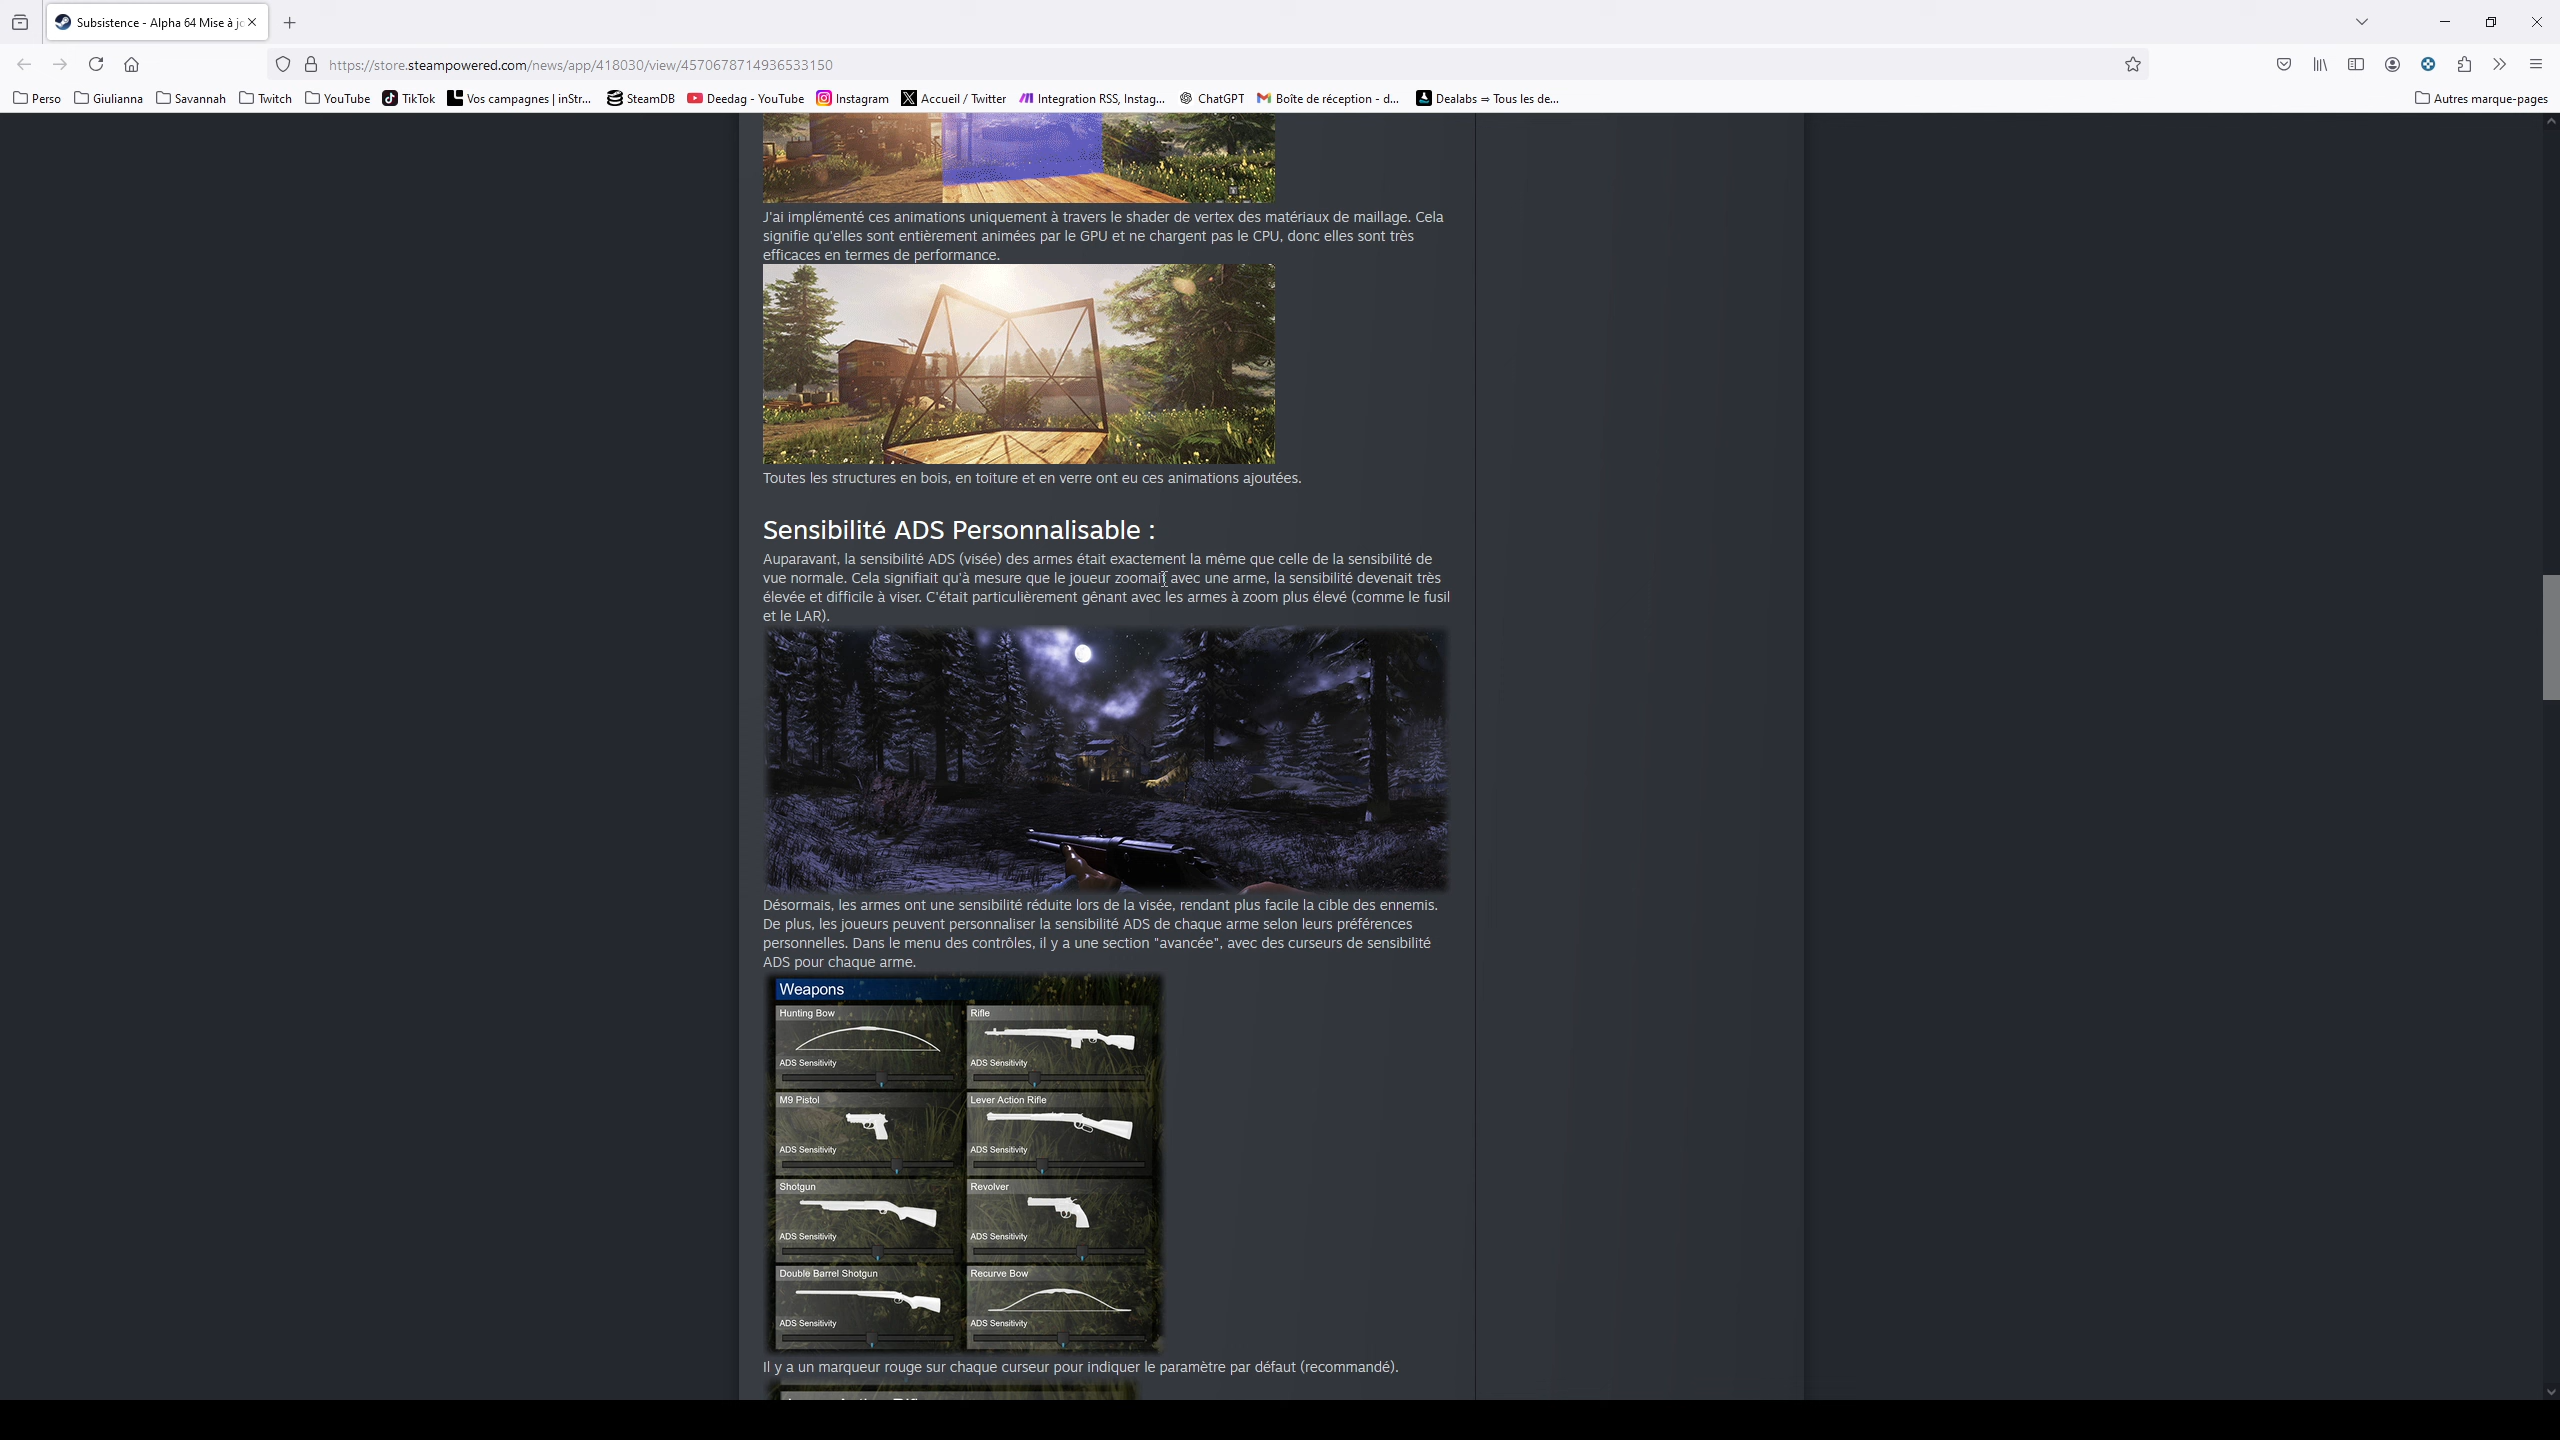 Subsistence - Alpha 64 Mise à jo
https://store.steampowered.com/news/app/418030/view/4570678714936533150
Perso
Giulianna
Savannah
Twitch
YouTube
TikTok
Vos campagnes | inStr...
SteamDB
Deedag - YouTube
Instagram
Accueil / Twitter
Integration RSS, Instag...
ChatGPT
Boîte de réception - d...
Dealabs ⇒ Tous les de...
Autres marque-pages
J'ai implémenté ces animations uniquement à travers le shader de vertex des matériaux de maillage. Cela
signifie qu'elles sont entièrement animées par le GPU et ne chargent pas le CPU, donc elles sont très
efficaces en termes de performance.
Toutes les structures en bois, en toiture et en verre ont eu ces animations ajoutées.
Sensibilité ADS Personnalisable :
Auparavant, la sensibilité ADS (visée) des armes était exactement la même que celle de la sensibilité de
vue normale. Cela signifiait qu'à mesure que le joueur zoomait avec une arme, la sensibilité devenait très
élevée et difficile à viser. C'était particulièrement gênant avec les armes à zoom plus élevé (comme le fusil
et le LAR).
Désormais, les armes ont une sensibilité réduite lors de la visée, rendant plus facile la cible des ennemis.
De plus, les joueurs peuvent personnaliser la sensibilité ADS de chaque arme selon leurs préférences
personnelles. Dans le menu des contrôles, il y a une section "avancée", avec des curseurs de sensibilité
ADS pour chaque arme.
Weapons
Hunting Bow
ADS Sensitivity
Rifle
ADS Sensitivity
M9 Pistol
ADS Sensitivity
Lever Action Rifle
ADS Sensitivity
Shotgun
ADS Sensitivity
Revolver
ADS Sensitivity
Double Barrel Shotgun
ADS Sensitivity
Recurve Bow
ADS Sensitivity
Il y a un marqueur rouge sur chaque curseur pour indiquer le paramètre par défaut (recommandé).